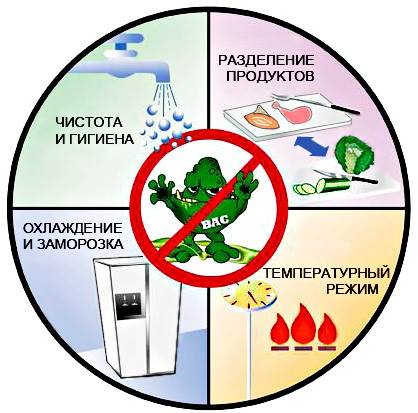 ЧИСТОТА
И ГИГИЕНА
РАЗДЕЛЕНИЕ
ПРОДУКТОВ
BAC
ОХЛАЖДЕНИЕ
И ЗАМОРОЗКА
ТЕМПЕРАТУРНЫЙ
РЕЖИМ